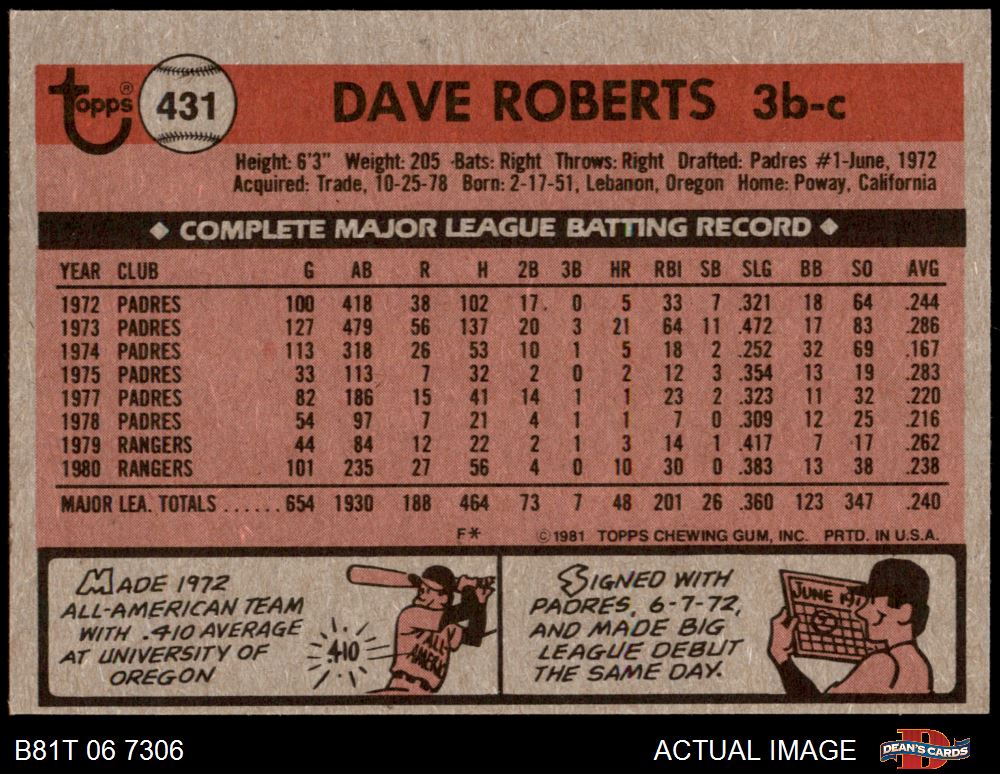 topps® 431 DAVE ROBERTS 3b-c
Height: 6'3" Weight: 205 Bats: Right Throws: Right Drafted: Padres #1-June, 1972
Acquired: Trade, 10-25-78 Born: 2-17-51, Lebanon, Oregon Home: Poway, California
◆ COMPLETE MAJOR LEAGUE BATTING RECORD ◆
YEAR CLUB G AB R H 2B 3B HR RBI SB SLG BB SO AVG
1972 PADRES 100 418 38 102 17 0 5 33 7 .321 18 64 .244
1973 PADRES 127 479 56 137 20 3 21 64 11 .472 17 83 .286
1974 PADRES 113 318 26 53 10 1 5 18 2 .252 32 69 .167
1975 PADRES 33 113 7 32 2 0 2 12 3 .354 13 19 .283
1977 PADRES 82 186 15 41 14 1 1 23 2 .323 11 32 .220
1978 PADRES 54 97 7 21 4 1 1 7 0 .309 12 25 .216
1979 RANGERS 44 84 12 22 2 1 3 14 1 .417 7 17 .262
1980 RANGERS 101 235 27 56 4 0 10 30 0 .383 13 38 .238
MAJOR LEA. TOTALS ...... 654 1930 188 464 73 7 48 201 26 .360 123 347 .240
F* ©1981 TOPPS CHEWING GUM, INC. PRTD. IN U.S.A.
MADE 1972
ALL-AMERICAN TEAM
WITH .410 AVERAGE
AT UNIVERSITY OF
OREGON
.410
ALL
AMERICA
SIGNED WITH
PADRES, 6-7-72,
AND MADE BIG
LEAGUE DEBUT
THE SAME DAY.
JUNE 197
B81T 06 7306 ACTUAL IMAGE DEAN'S CARDS